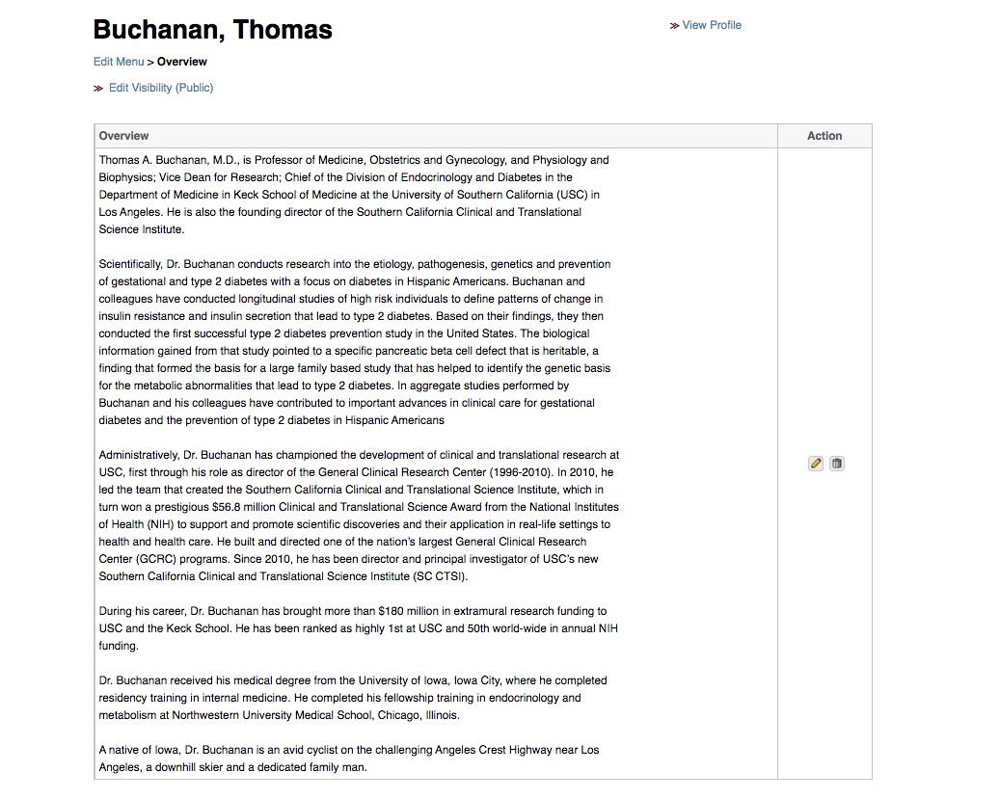 Buchanan, Thomas
≫ View Profile
Edit Menu > Overview
≫ Edit Visibility (Public)
Overview
Action
Thomas A. Buchanan, M.D., is Professor of Medicine, Obstetrics and Gynecology, and Physiology and
Biophysics; Vice Dean for Research; Chief of the Division of Endocrinology and Diabetes in the
Department of Medicine in Keck School of Medicine at the University of Southern California (USC) in
Los Angeles. He is also the founding director of the Southern California Clinical and Translational
Science Institute.
Scientifically, Dr. Buchanan conducts research into the etiology, pathogenesis, genetics and prevention
of gestational and type 2 diabetes with a focus on diabetes in Hispanic Americans. Buchanan and
colleagues have conducted longitudinal studies of high risk individuals to define patterns of change in
insulin resistance and insulin secretion that lead to type 2 diabetes. Based on their findings, they then
conducted the first successful type 2 diabetes prevention study in the United States. The biological
information gained from that study pointed to a specific pancreatic beta cell defect that is heritable, a
finding that formed the basis for a large family based study that has helped to identify the genetic basis
for the metabolic abnormalities that lead to type 2 diabetes. In aggregate studies performed by
Buchanan and his colleagues have contributed to important advances in clinical care for gestational
diabetes and the prevention of type 2 diabetes in Hispanic Americans
Administratively, Dr. Buchanan has championed the development of clinical and translational research at
USC, first through his role as director of the General Clinical Research Center (1996-2010). In 2010, he
led the team that created the Southern California Clinical and Translational Science Institute, which in
turn won a prestigious $56.8 million Clinical and Translational Science Award from the National Institutes
of Health (NIH) to support and promote scientific discoveries and their application in real-life settings to
health and health care. He built and directed one of the nation's largest General Clinical Research
Center (GCRC) programs. Since 2010, he has been director and principal investigator of USC's new
Southern California Clinical and Translational Science Institute (SC CTSI).
During his career, Dr. Buchanan has brought more than $180 million in extramural research funding to
USC and the Keck School. He has been ranked as highly 1st at USC and 50th world-wide in annual NIH
funding.
Dr. Buchanan received his medical degree from the University of Iowa, Iowa City, where he completed
residency training in internal medicine. He completed his fellowship training in endocrinology and
metabolism at Northwestern University Medical School, Chicago, Illinois.
A native of Iowa, Dr. Buchanan is an avid cyclist on the challenging Angeles Crest Highway near Los
Angeles, a downhill skier and a dedicated family man.